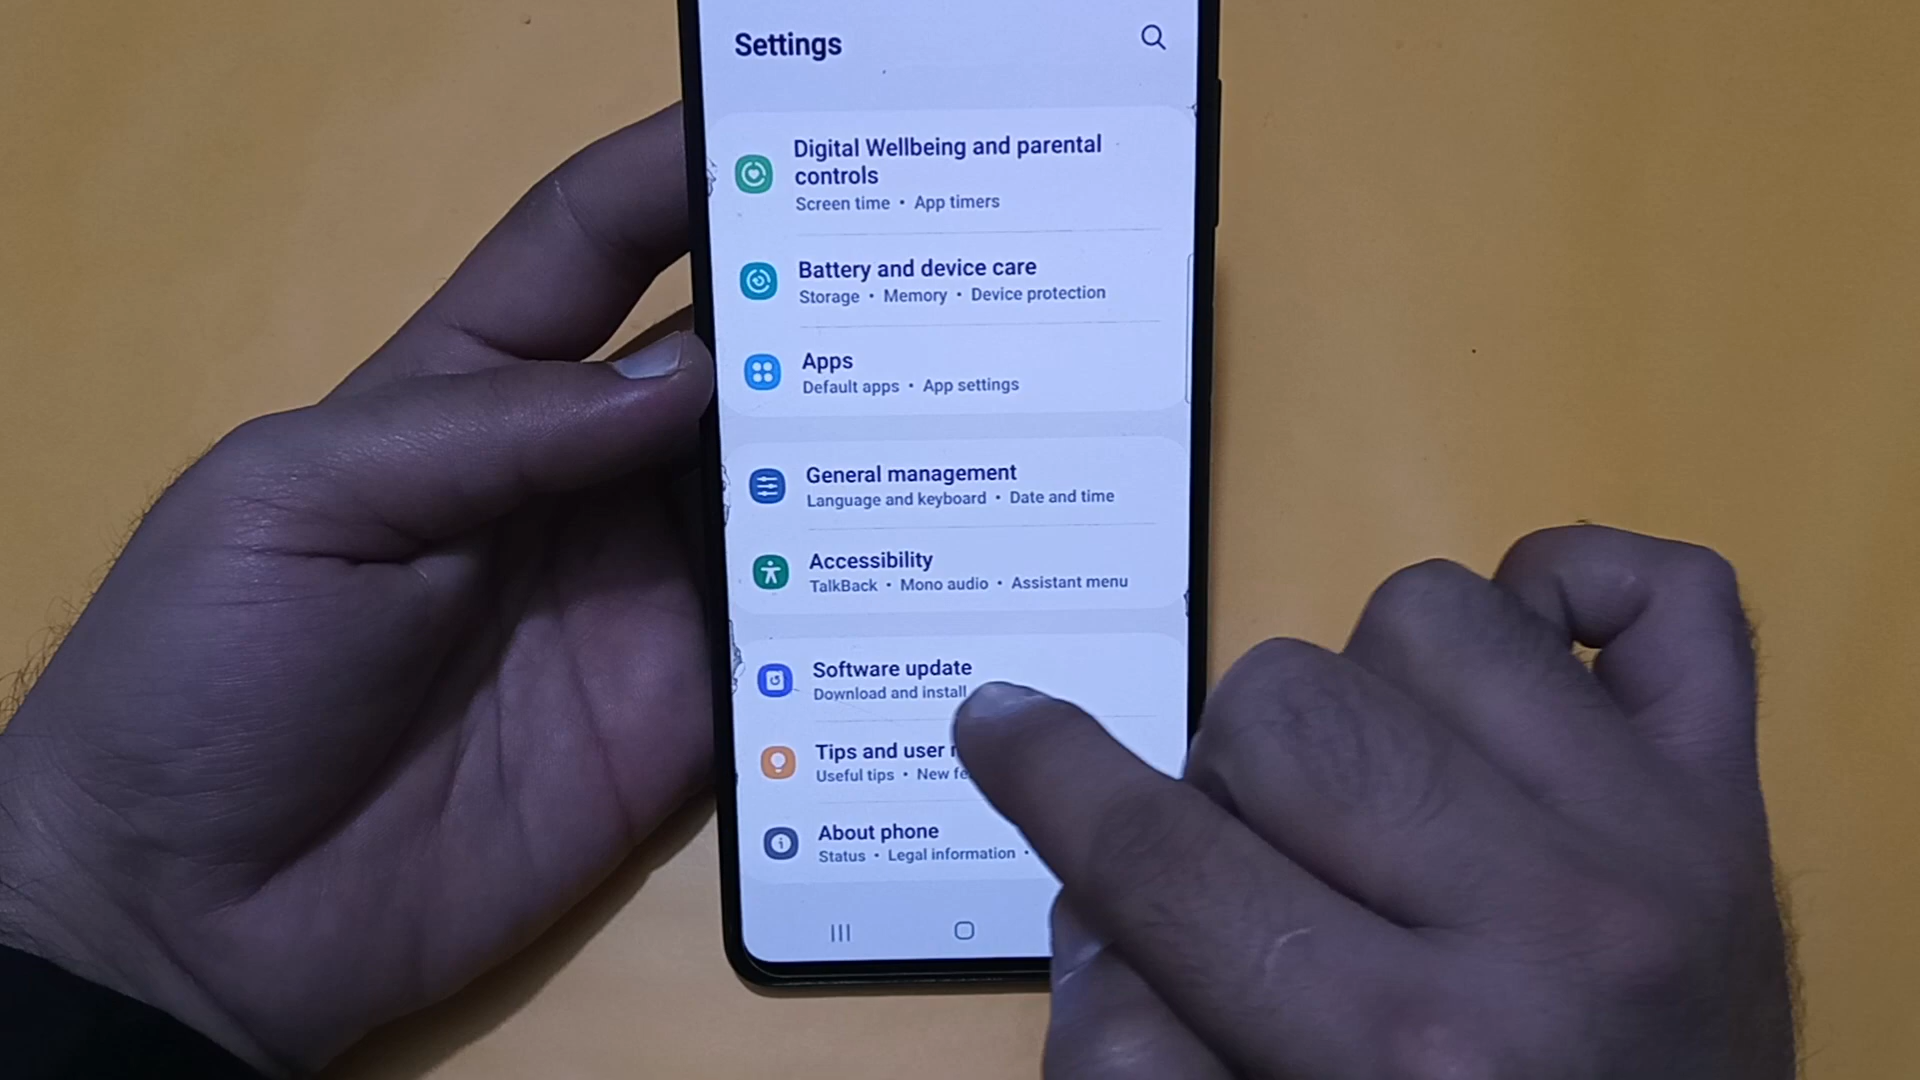 Settings
Digital Wellbeing and parental
controls
Screen time • App timers
Battery and device care
Storage • Memory • Device protection
Apps
Default apps • App settings
General management
Language and keyboard • Date and time
Accessibility
TalkBack • Mono audio • Assistant menu
Software update
Download and install
Tips and user
Useful tips • New
About phone
Status • Legal information •